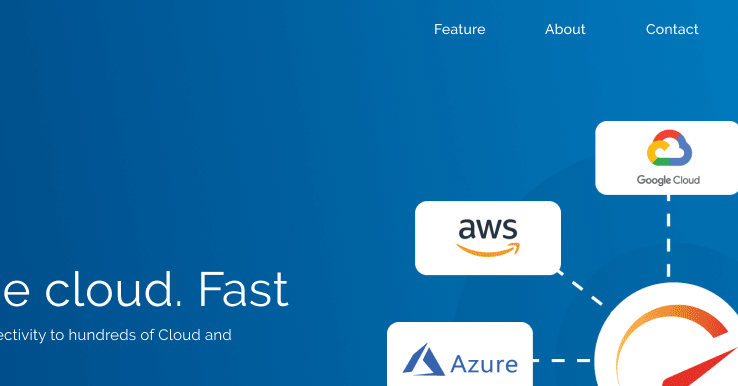 Feature About Contact
Google Cloud
aws
e cloud. Fast
ectivity to hundreds of Cloud and
Azure